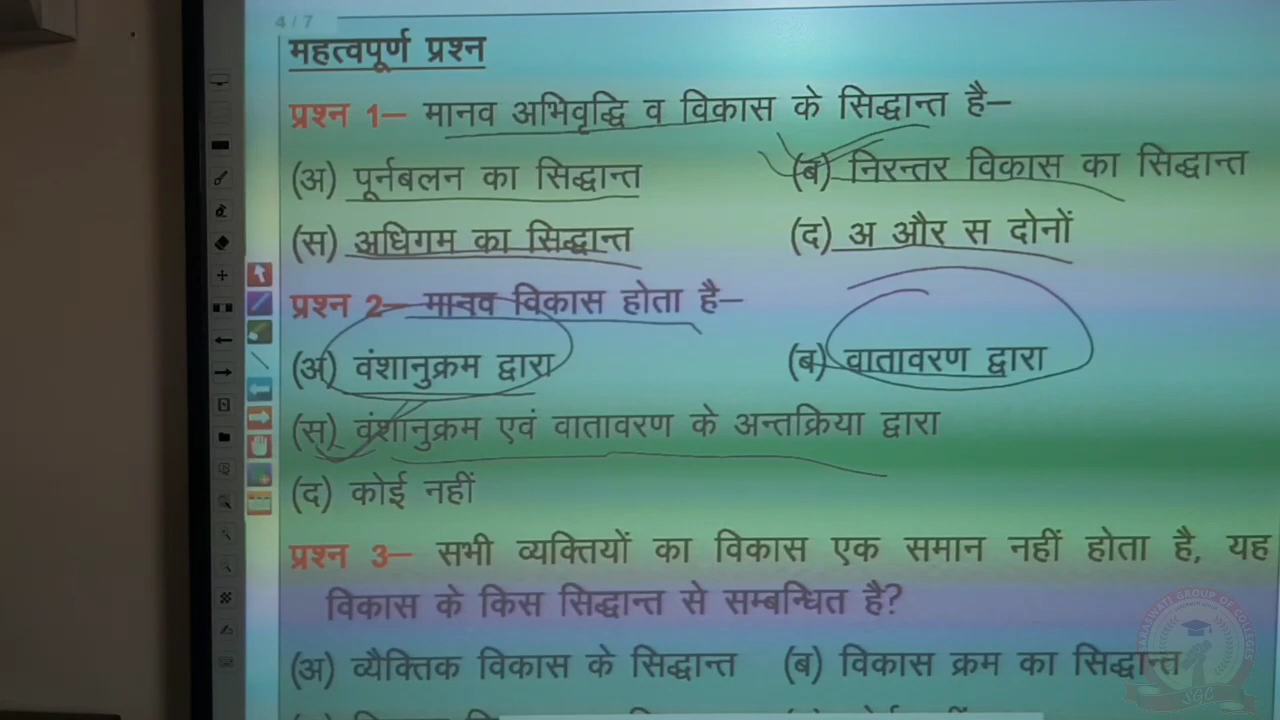 4 / 7
महत्वपूर्ण प्रश्न
प्रश्न 1– मानव अभिवृद्धि व विकास के सिद्धान्त है–
(अ) पूर्नबलन का सिद्धान्त (ब) निरन्तर विकास का सिद्धान्त
(स) अधिगम का सिद्धान्त (द) अ और स दोनों
प्रश्न 2– मानव विकास होता है–
(अ) वंशानुक्रम द्वारा (ब) वातावरण द्वारा
(स) वंशानुक्रम एवं वातावरण के अन्तक्रिया द्वारा
(द) कोई नहीं
प्रश्न 3– सभी व्यक्तियों का विकास एक समान नहीं होता है, यह
विकास के किस सिद्धान्त से सम्बन्धित है?
(अ) व्यैक्तिक विकास के सिद्धान्त (ब) विकास क्रम का सिद्धान्त
SGC